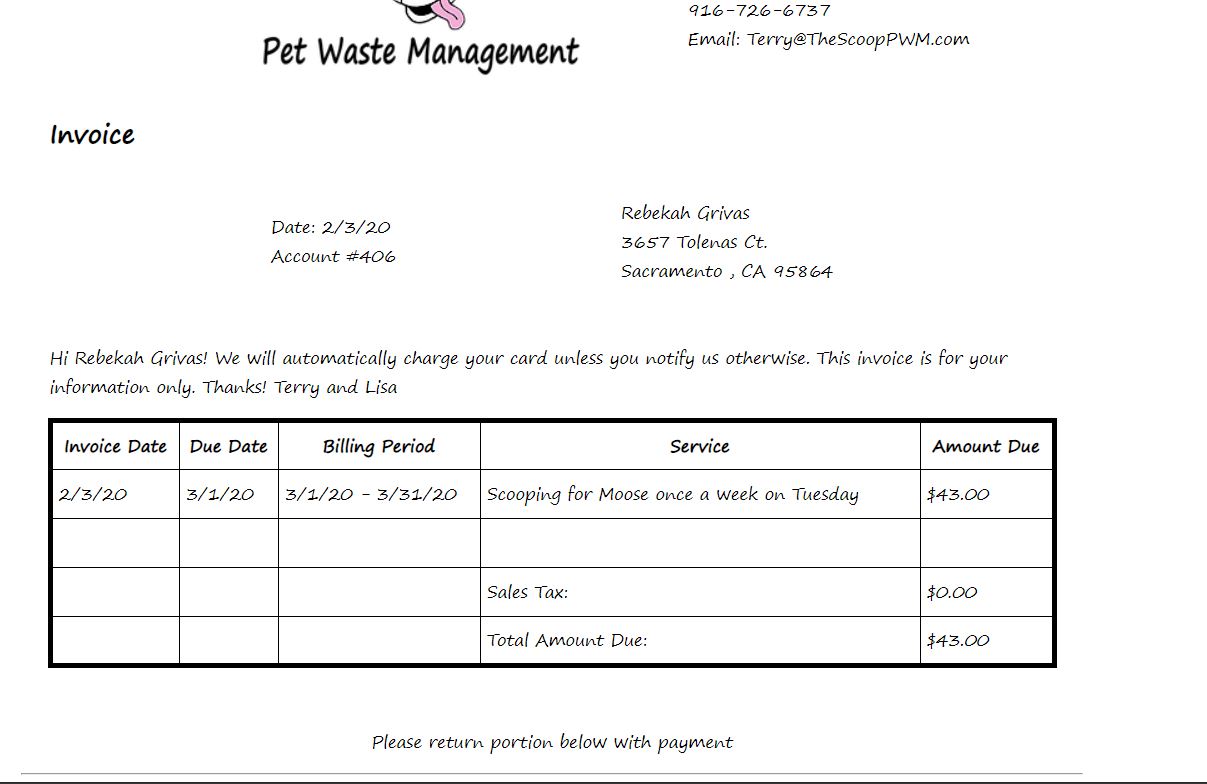 916-726-6737
Email: Terry@TheScoopPWM.com
Pet Waste Management
Invoice
Date: 2/3/20
Account #406
Rebekah Grivas
3657 Tolenas Ct.
Sacramento , CA 95864
Hi Rebekah Grivas! We will automatically charge your card unless you notify us otherwise. This invoice is for your
information only. Thanks! Terry and Lisa
Invoice Date Due Date Billing Period Service Amount Due
2/3/20 3/1/20 3/1/20 - 3/31/20 Scooping for Moose once a week on Tuesday $43.00
Sales Tax: $0.00
Total Amount Due: $43.00
Please return portion below with payment